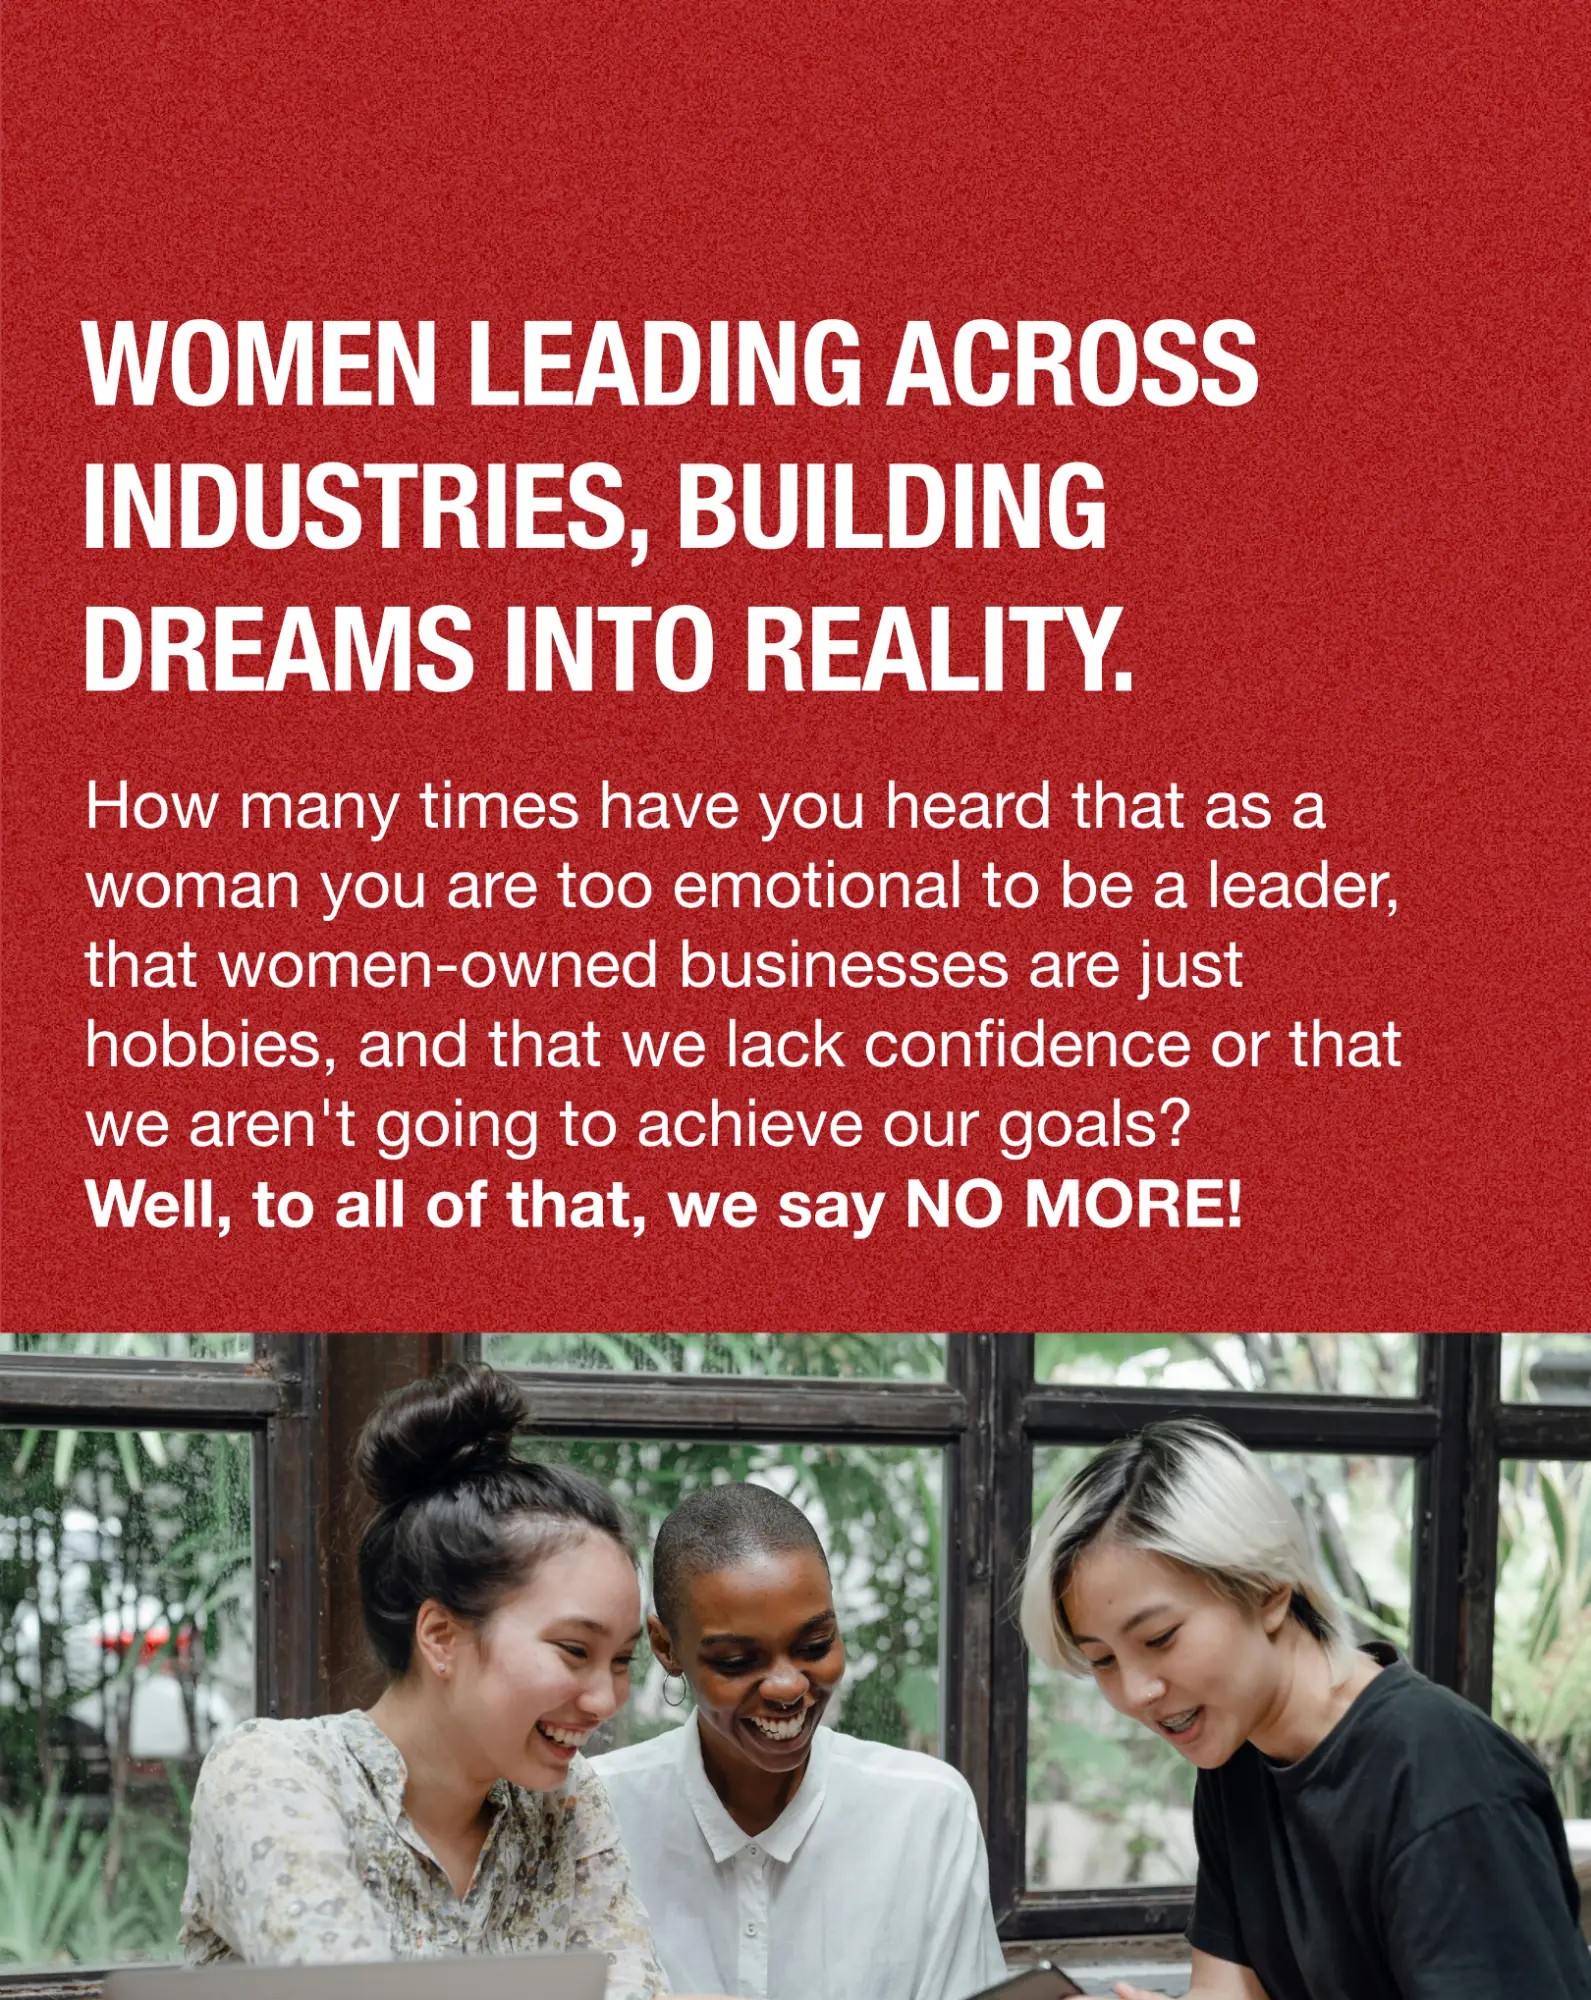 WOMEN LEADING ACROSS
INDUSTRIES, BUILDING
DREAMS INTO REALITY.
How many times have you heard that as a
woman you are too emotional to be a leader,
that women-owned businesses are just
hobbies, and that we lack confidence or that
we aren't going to achieve our goals?
Well, to all of that, we say NO MORE!